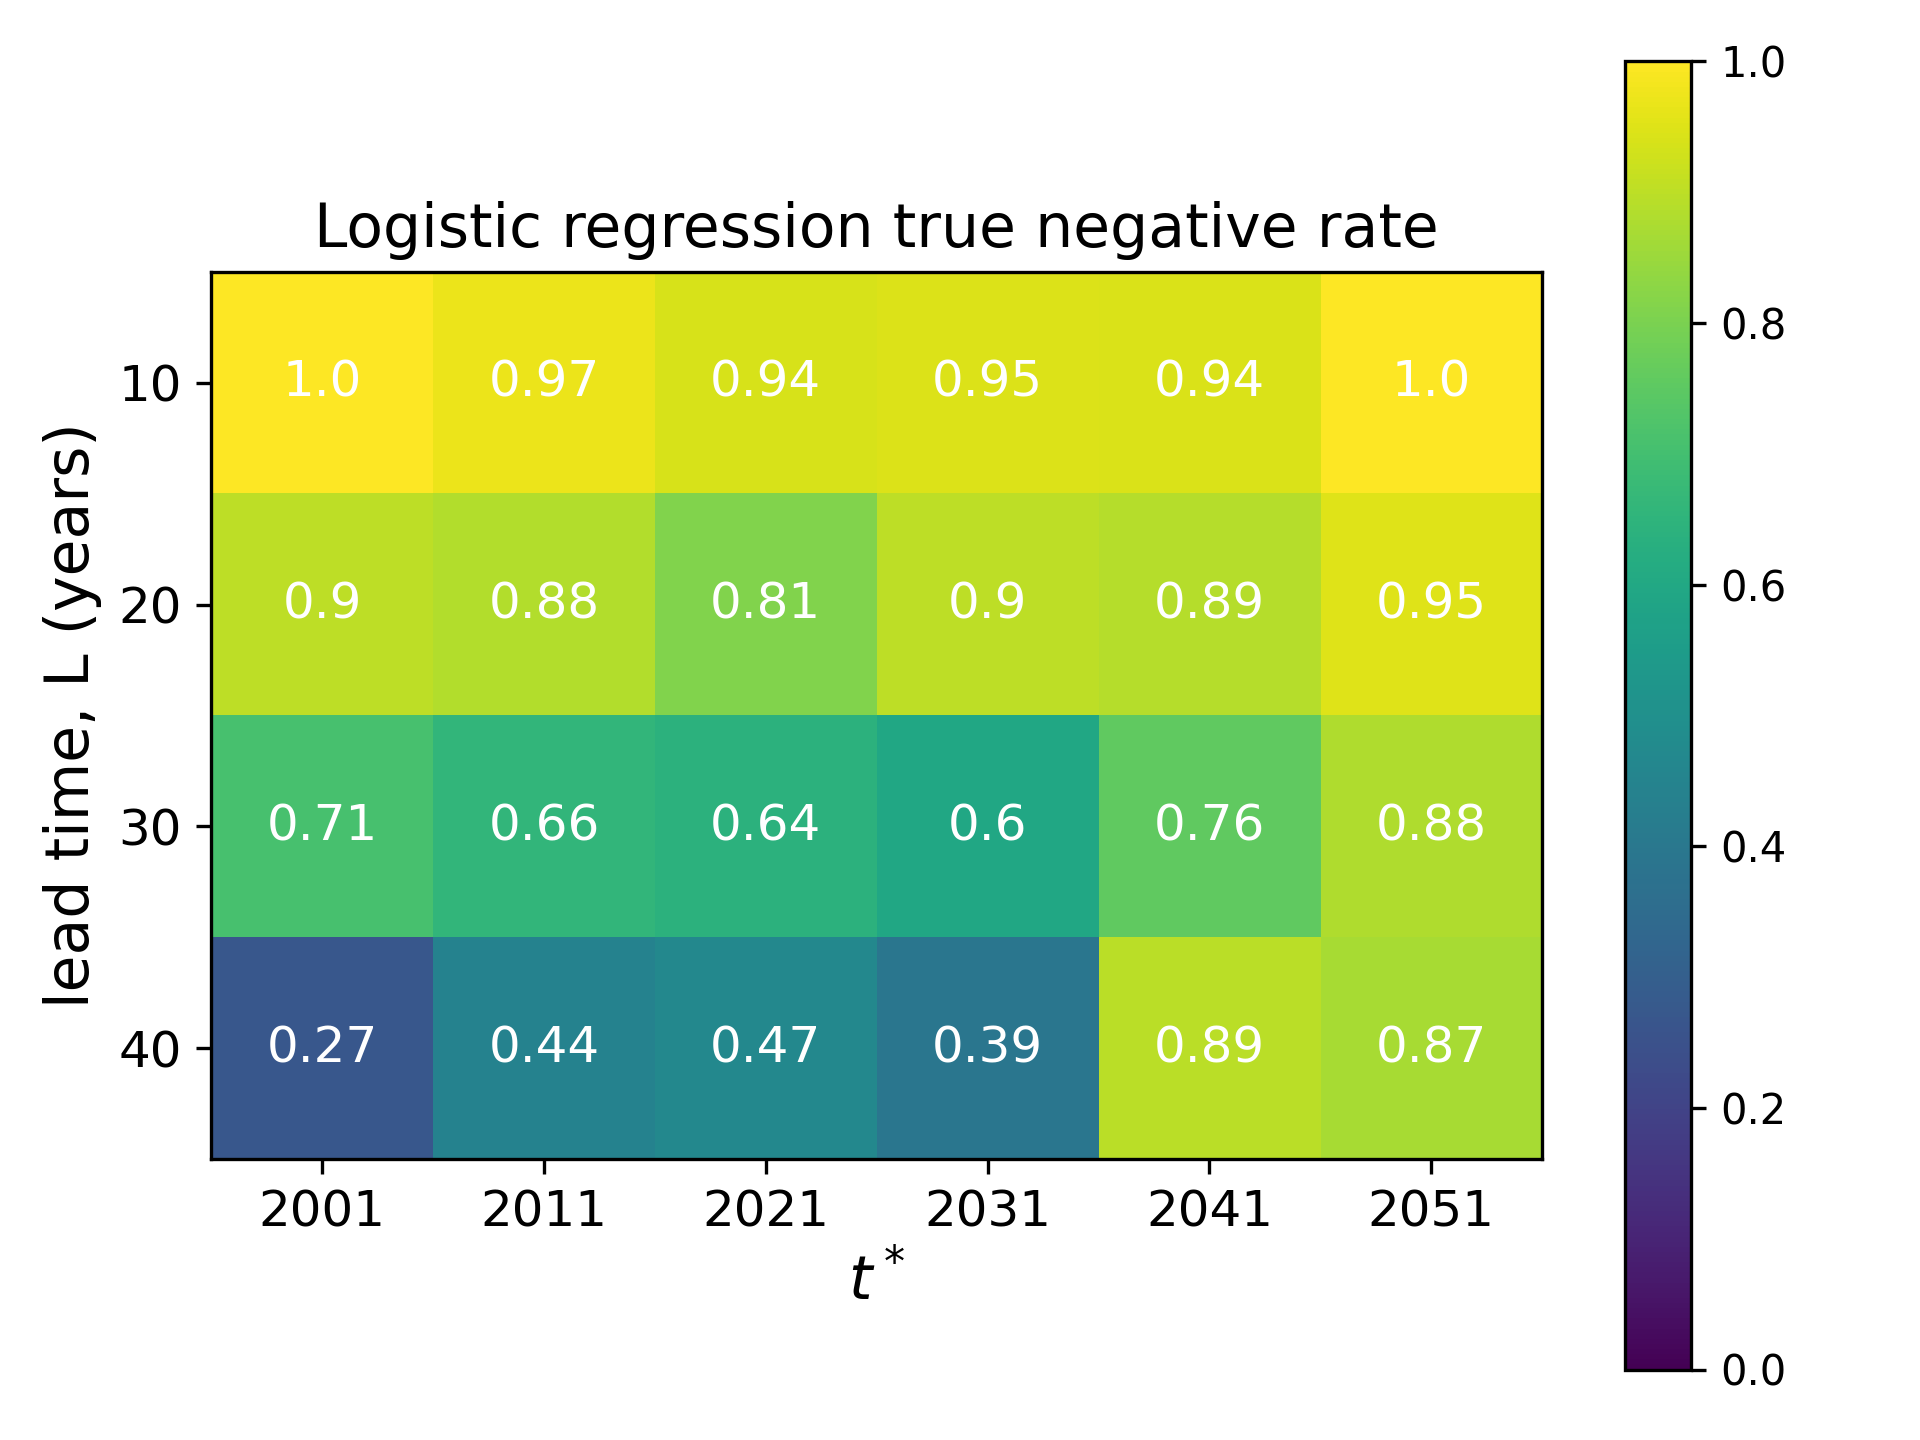 Logistic regression true negative rate
lead time, L (years)
10 1.0 0.97 0.94 0.95 0.94 1.0
20 0.9 0.88 0.81 0.9 0.89 0.95
30 0.71 0.66 0.64 0.6 0.76 0.88
40 0.27 0.44 0.47 0.39 0.89 0.87
2001 2011 2021 2031 2041 2051
t*
1.0
0.8
0.6
0.4
0.2
0.0